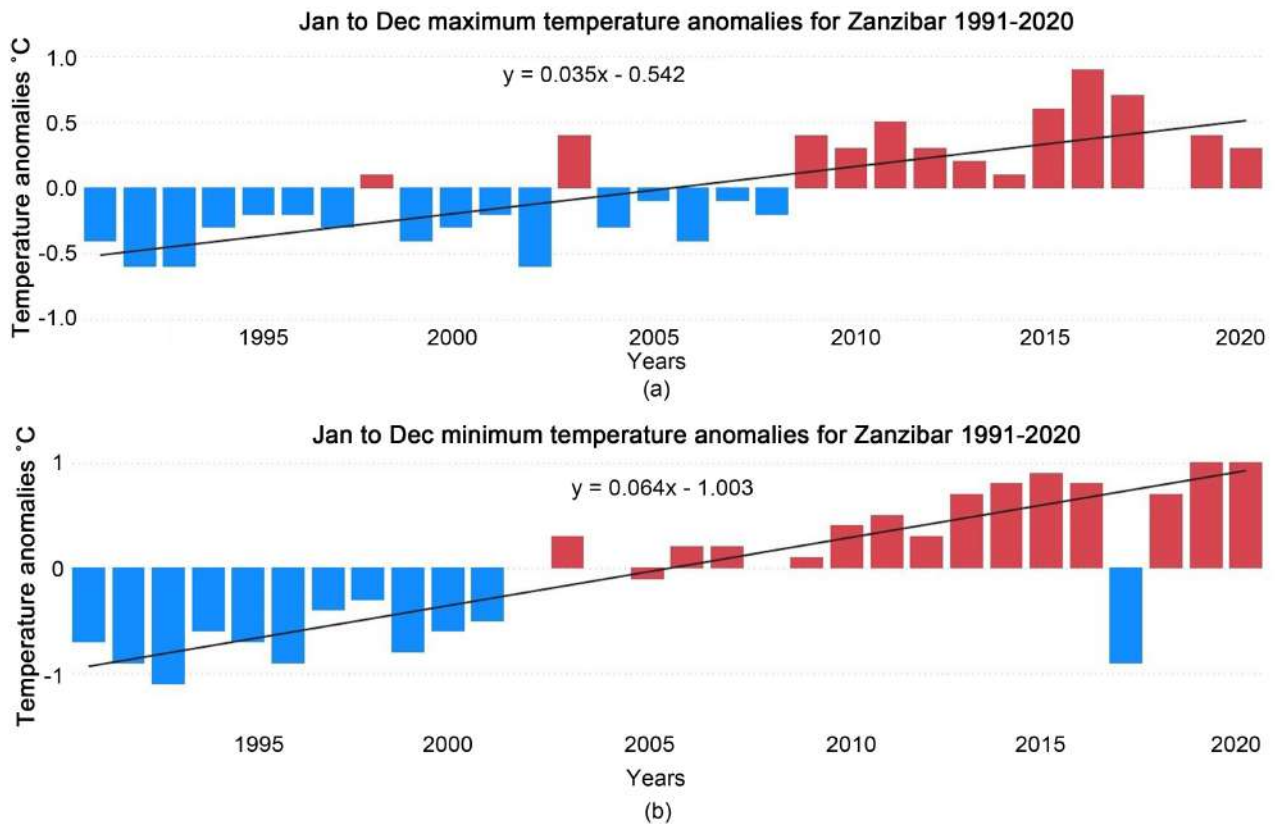 Jan to Dec maximum temperature anomalies for Zanzibar 1991-2020
Temperature anomalies °C
1.0
0.5
0.0
-0.5
-1.0
y = 0.035x - 0.542
1995 2000 2005 2010 2015 2020
Years
(a)
Jan to Dec minimum temperature anomalies for Zanzibar 1991-2020
Temperature anomalies °C
1
0
-1
y = 0.064x - 1.003
1995 2000 2005 2010 2015 2020
Years
(b)